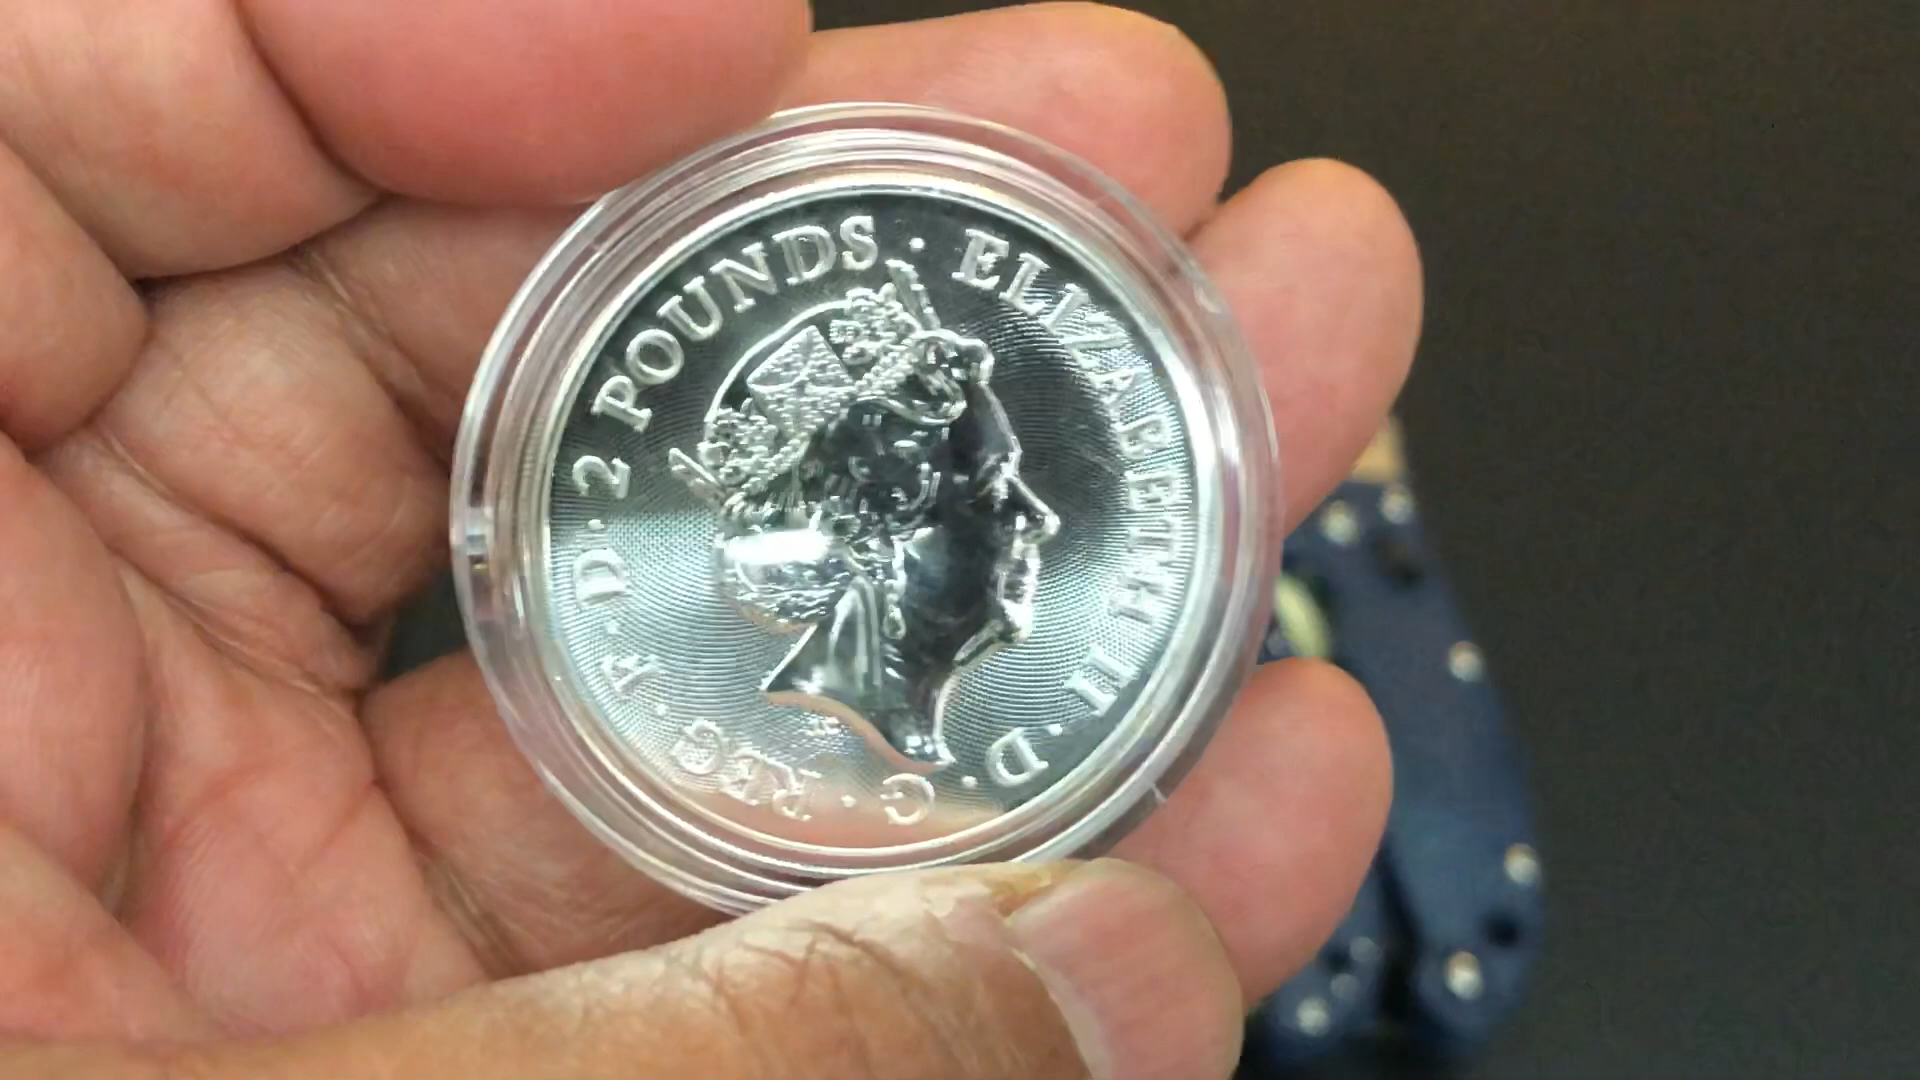 ELIZABETH II · D · G · REG · F · D · 2 POUNDS ·